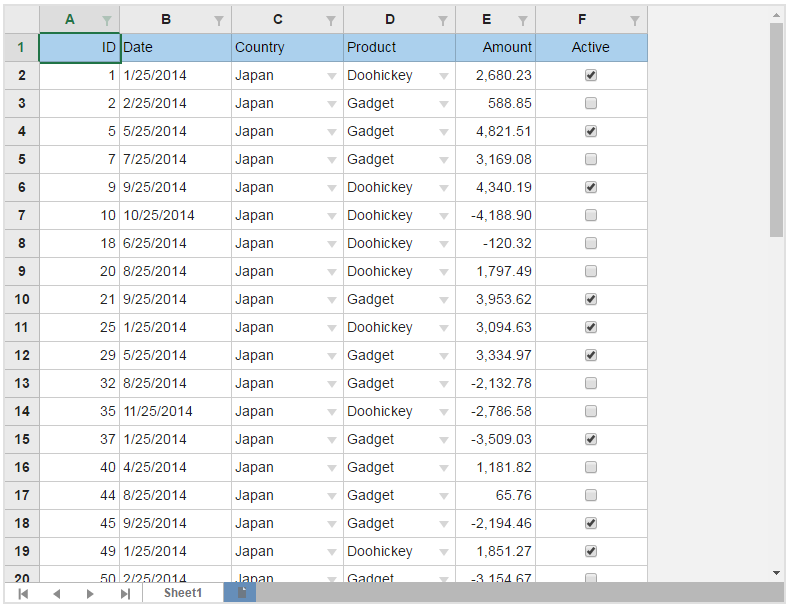 A B C D E F
1 ID Date Country Product Amount Active
2 1 1/25/2014 Japan Doohickey 2,680.23
3 2 2/25/2014 Japan Gadget 588.85
4 5 5/25/2014 Japan Gadget 4,821.51
5 7 7/25/2014 Japan Gadget 3,169.08
6 9 9/25/2014 Japan Doohickey 4,340.19
7 10 10/25/2014 Japan Doohickey -4,188.90
8 18 6/25/2014 Japan Doohickey -120.32
9 20 8/25/2014 Japan Doohickey 1,797.49
10 21 9/25/2014 Japan Gadget 3,953.62
11 25 1/25/2014 Japan Doohickey 3,094.63
12 29 5/25/2014 Japan Gadget 3,334.97
13 32 8/25/2014 Japan Gadget -2,132.78
14 35 11/25/2014 Japan Doohickey -2,786.58
15 37 1/25/2014 Japan Gadget -3,509.03
16 40 4/25/2014 Japan Gadget 1,181.82
17 44 8/25/2014 Japan Gadget 65.76
18 45 9/25/2014 Japan Gadget -2,194.46
19 49 1/25/2014 Japan Doohickey 1,851.27
20 50 2/25/2014 Japan Gadget -3,154.67
Sheet1